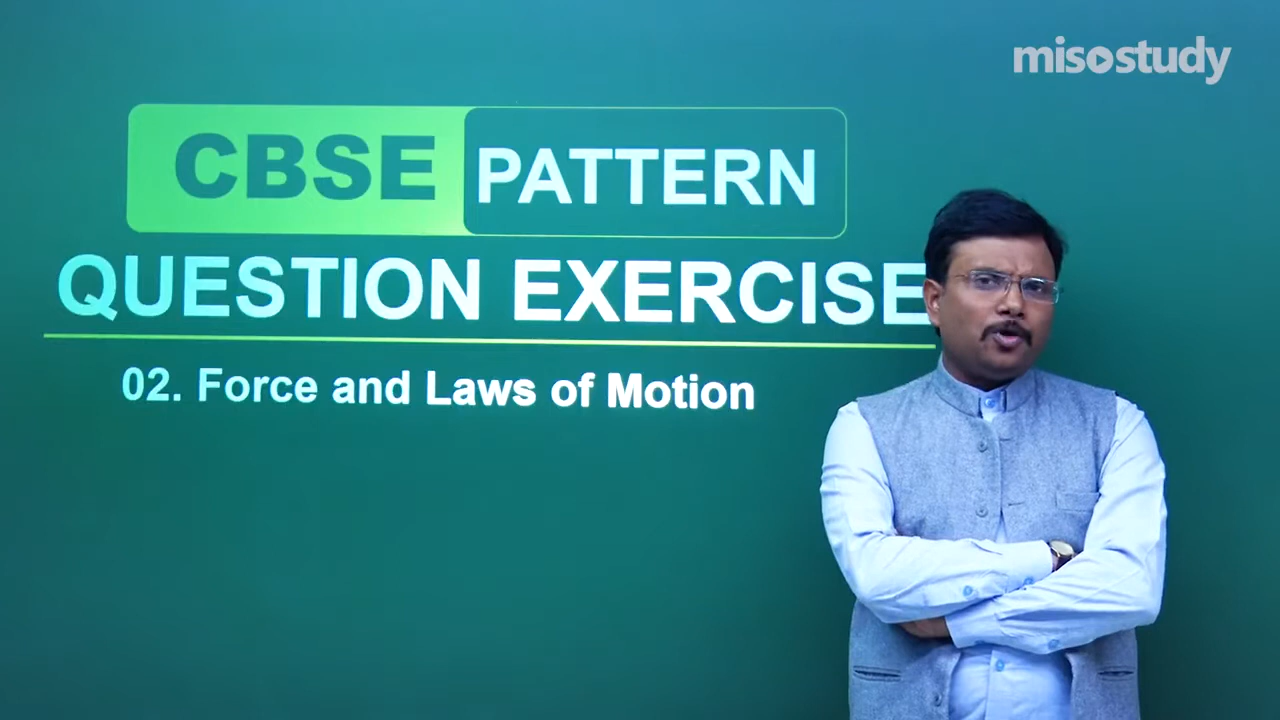 misostudy
CBSE PATTERN
QUESTION EXERCISE
02. Force and Laws of Motion